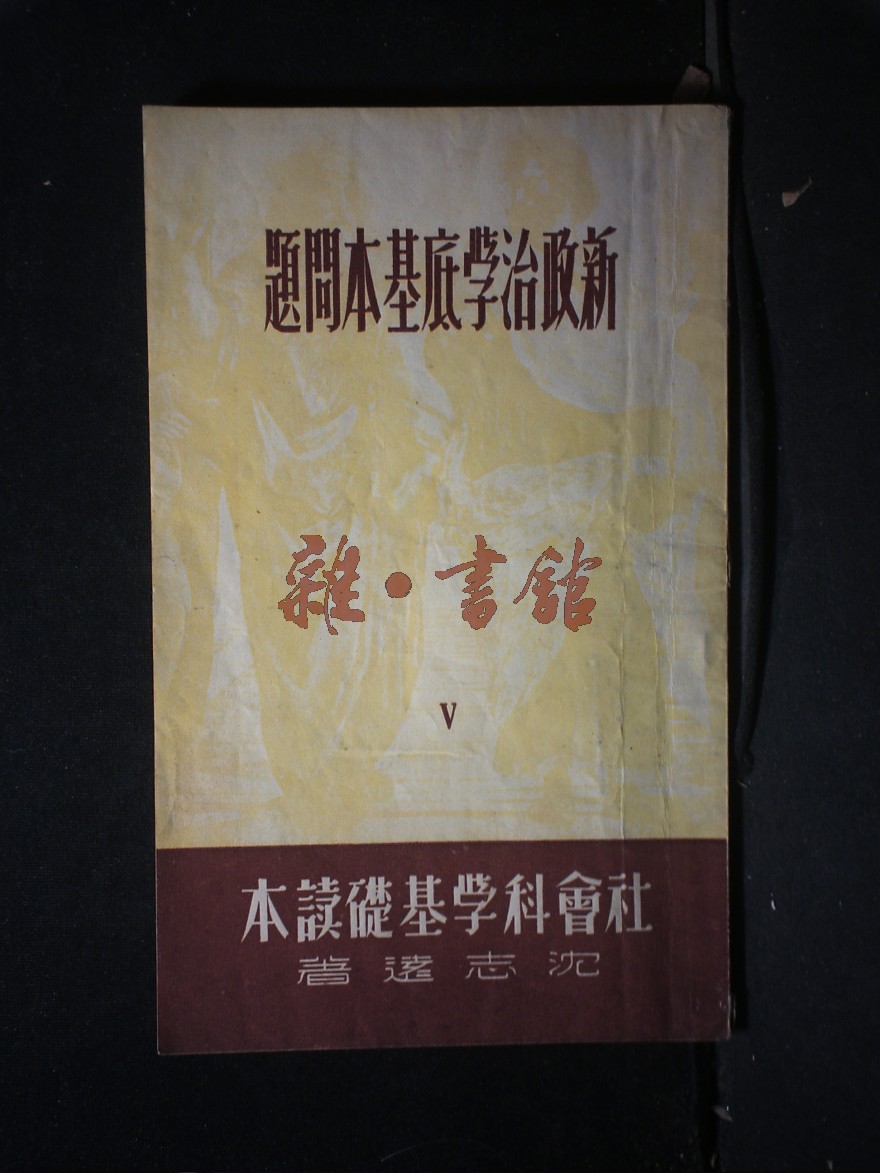 新政治學底基本問題
雜·書館
V
社會科學基礎讀本
沈志遠著